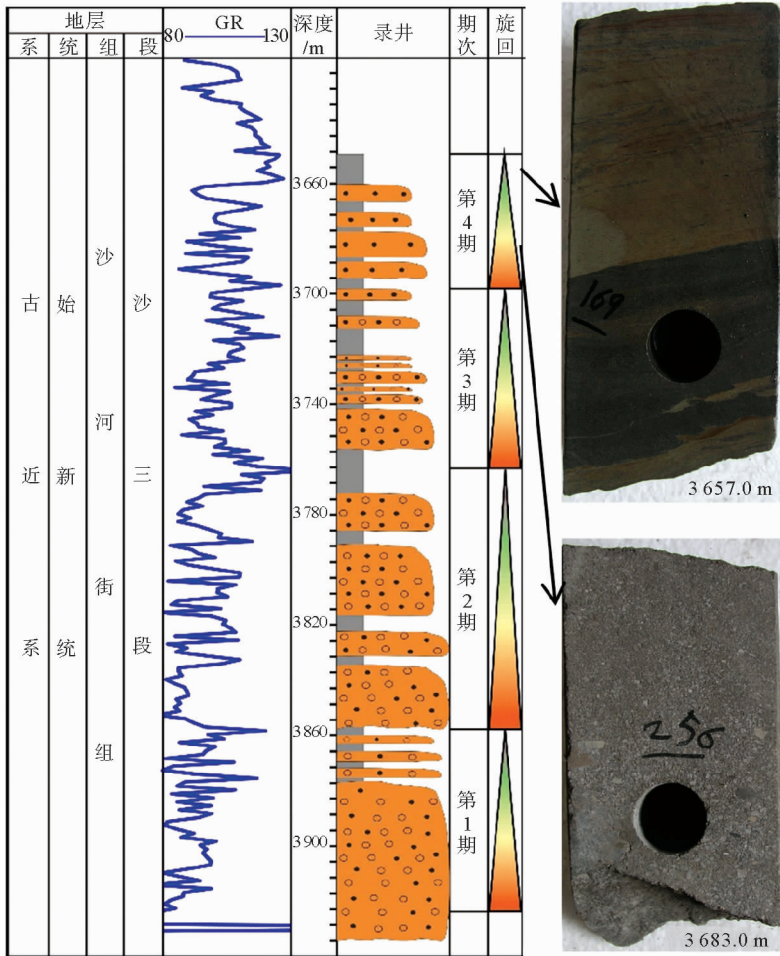 地层
系 统 组 段
GR
80 130
深度
/m
录井
期
次
旋
回
古
近
系
始
新
统
沙
河
街
组
沙
三
段
3 660
3 700
3 740
3 780
3 820
3 860
3 900
第
4
期
第
3
期
第
2
期
第
1
期
169
3 657.0 m
256
3 683.0 m